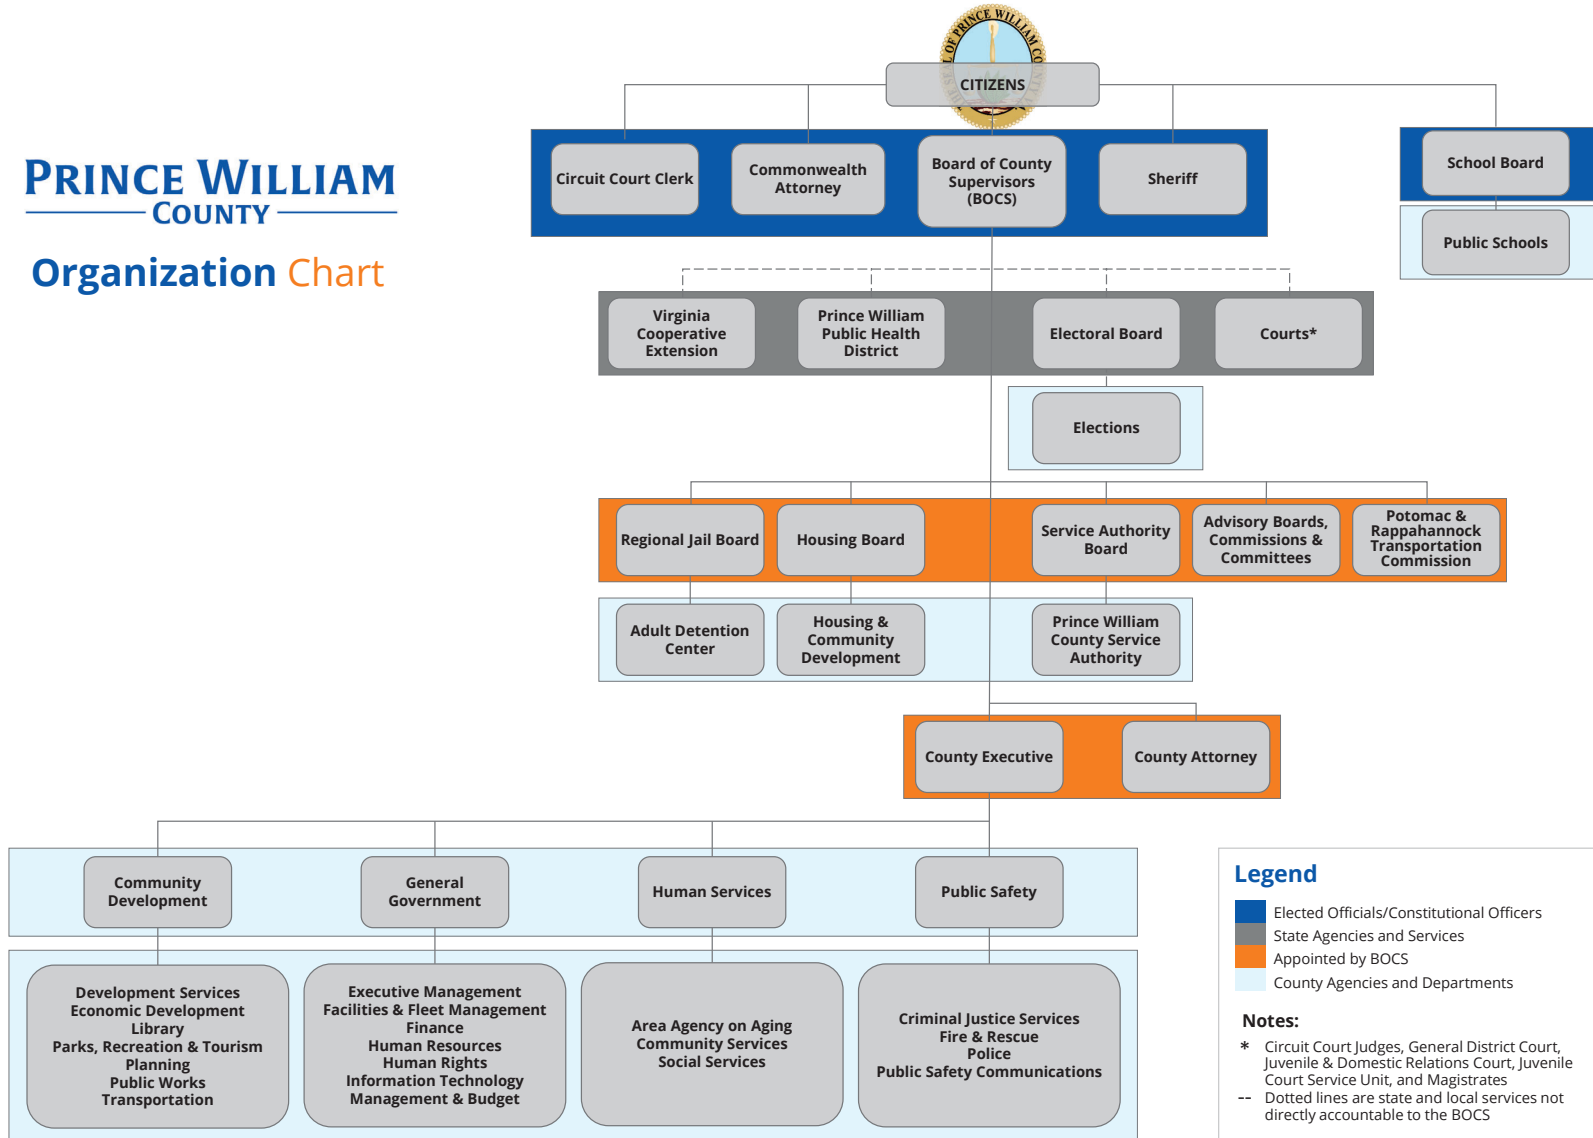 SEAL OF PRINCE WILLIAM CO
CITIZENS
PRINCE WILLIAM
COUNTY
Organization Chart
Circuit Court Clerk
Commonwealth
Attorney
Board of County
Supervisors
(BOCS)
Sheriff
School Board
Public Schools
Virginia
Cooperative
Extension
Prince William
Public Health
District
Electoral Board
Courts*
Elections
Regional Jail Board
Housing Board
Service Authority
Board
Advisory Boards,
Commissions &
Committees
Potomac &
Rappahannock
Transportation
Commission
Adult Detention
Center
Housing &
Community
Development
Prince William
County Service
Authority
County Executive
County Attorney
Community
Development
General
Government
Human Services
Public Safety
Development Services
Economic Development
Library
Parks, Recreation & Tourism
Planning
Public Works
Transportation
Executive Management
Facilities & Fleet Management
Finance
Human Resources
Human Rights
Information Technology
Management & Budget
Area Agency on Aging
Community Services
Social Services
Criminal Justice Services
Fire & Rescue
Police
Public Safety Communications
Legend
Elected Officials/Constitutional Officers
State Agencies and Services
Appointed by BOCS
County Agencies and Departments
Notes:
* Circuit Court Judges, General District Court,
Juvenile & Domestic Relations Court, Juvenile
Court Service Unit, and Magistrates
-- Dotted lines are state and local services not
directly accountable to the BOCS